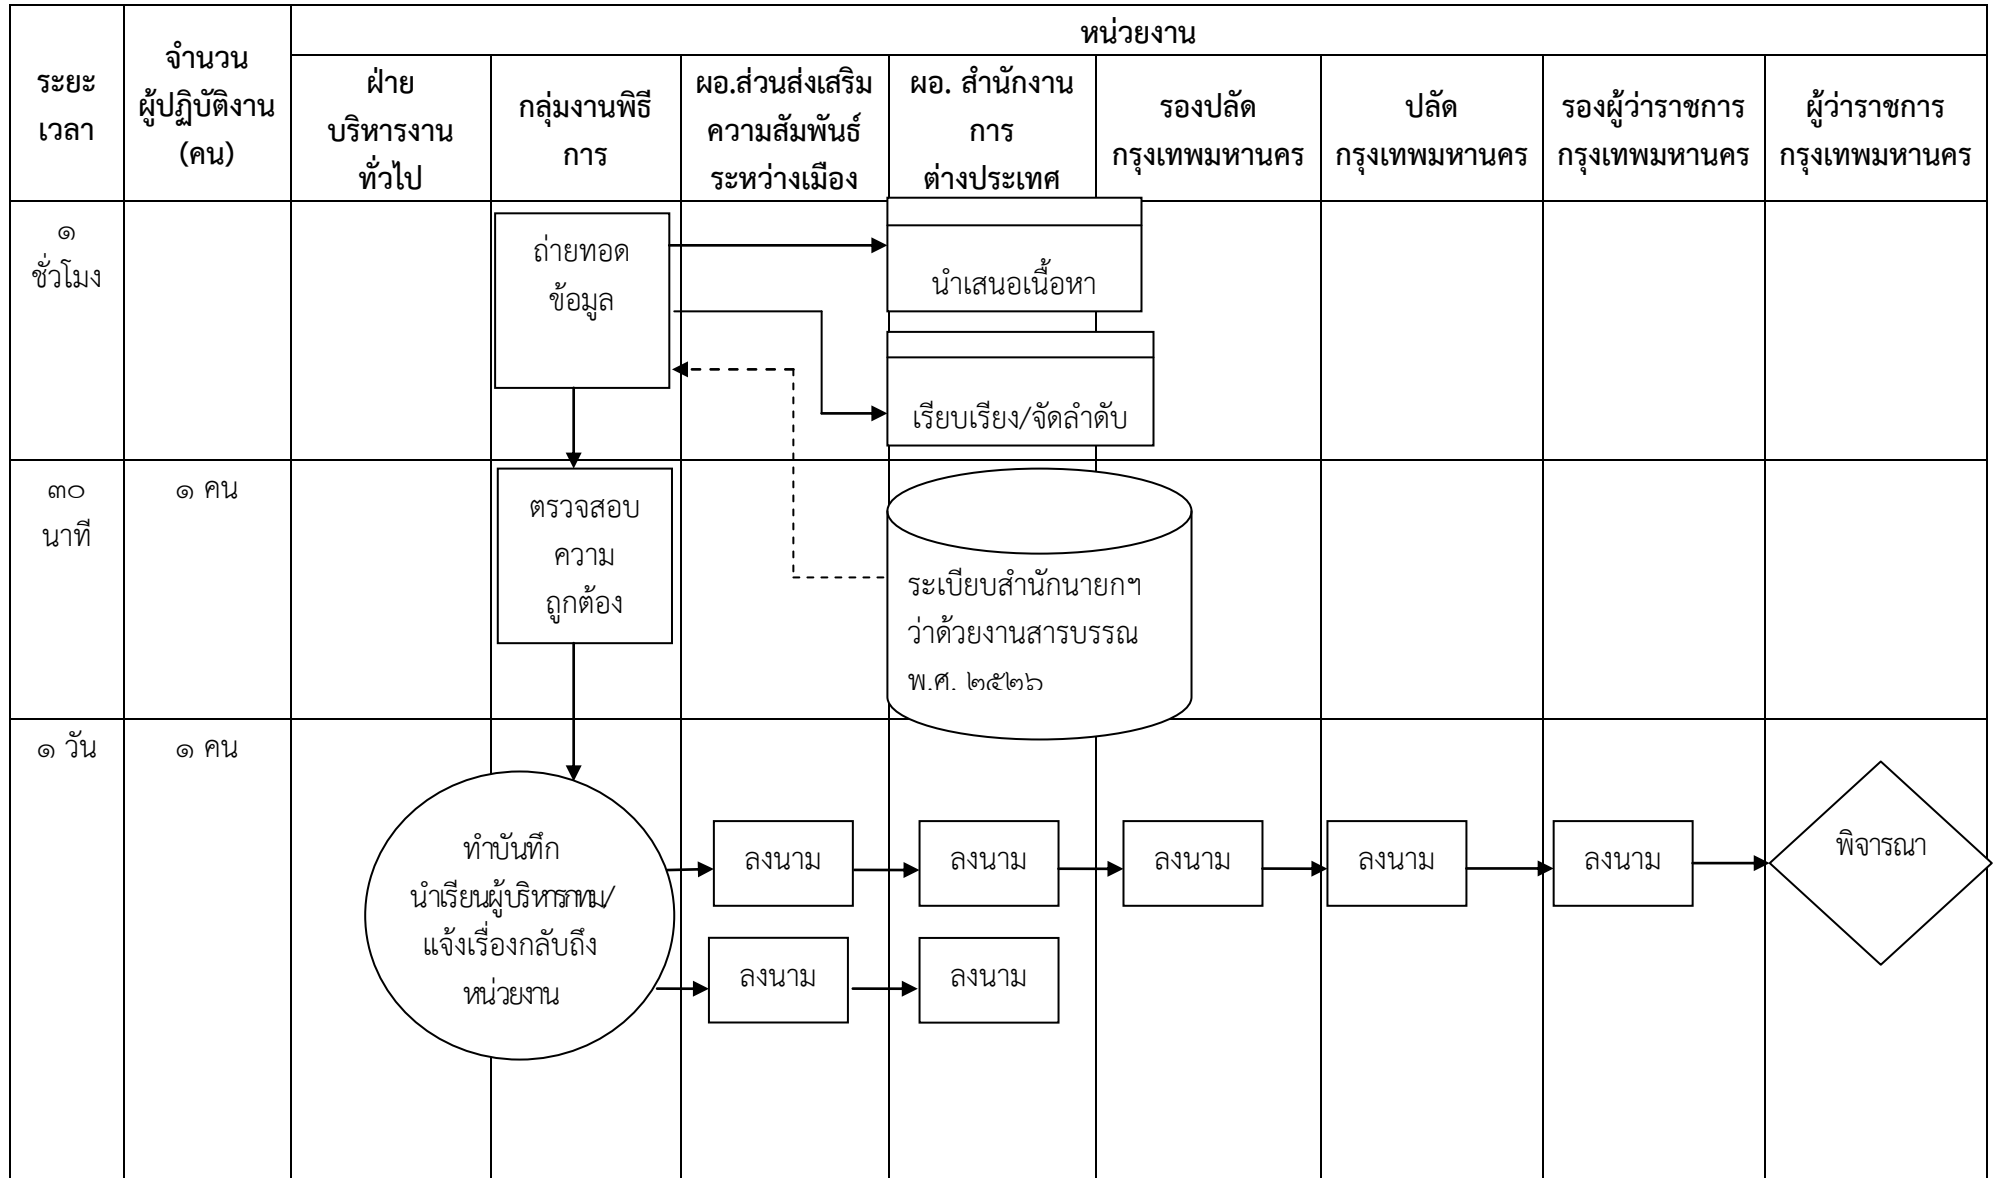 หน่วยงาน
ระยะ
เวลา
จำนวน
ผู้ปฏิบัติงาน
(คน)
ฝ่าย
บริหารงาน
ทั่วไป
กลุ่มงานพิธี
การ
ผอ.ส่วนส่งเสริม
ความสัมพันธ์
ระหว่างเมือง
ผอ. สำนักงาน
การ
ต่างประเทศ
รองปลัด
กรุงเทพมหานคร
ปลัด
กรุงเทพมหานคร
รองผู้ว่าราชการ
กรุงเทพมหานคร
ผู้ว่าราชการ
กรุงเทพมหานคร
๑
ชั่วโมง
ถ่ายทอด
ข้อมูล
นำเสนอเนื้อหา
เรียบเรียง/จัดลำดับ
๓๐
นาที
๑ คน
ตรวจสอบ
ความ
ถูกต้อง
ระเบียบสำนักนายกฯ
ว่าด้วยงานสารบรรณ
พ.ศ. ๒๕๒๖
๑ วัน
๑ คน
ทำบันทึก
นำเรียนผู้บริหารกทม/
แจ้งเรื่องกลับถึง
หน่วยงาน
ลงนาม
ลงนาม
ลงนาม
ลงนาม
ลงนาม
พิจารณา
ลงนาม
ลงนาม